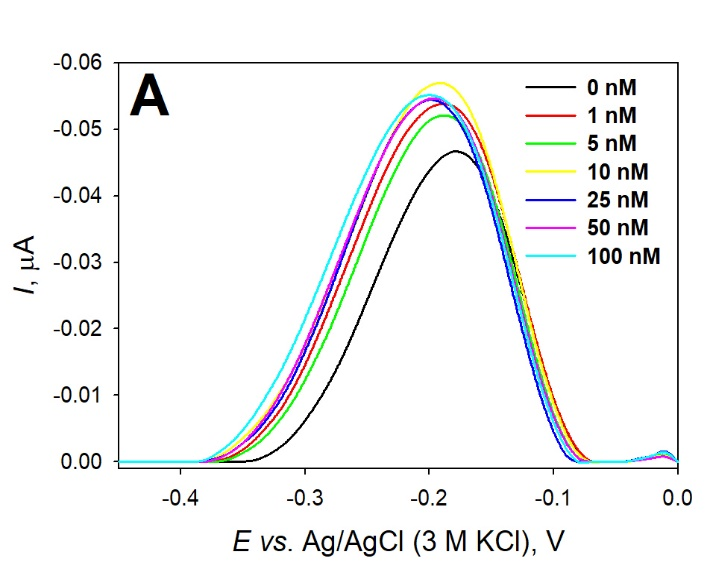 A
-0.06
-0.05
-0.04
-0.03
-0.02
-0.01
0.00
I, μA
0 nM
1 nM
5 nM
10 nM
25 nM
50 nM
100 nM
-0.4 -0.3 -0.2 -0.1 0.0
E vs. Ag/AgCl (3 M KCl), V